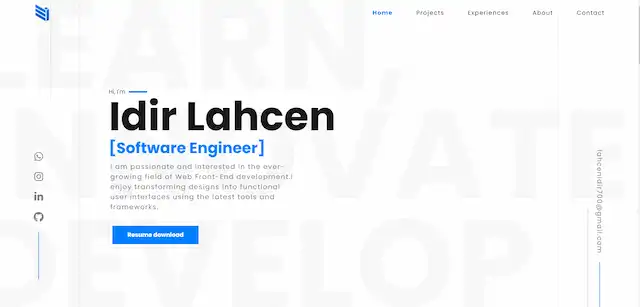 Home Projects Experiences About Contact
LEARN,
INNOVATE
DEVELOP
Hi, I'm
Idir Lahcen
[Software Engineer]
I am passionate and interested in the ever-
growing field of Web Front-End development.I
enjoy transforming designs into functional
user interfaces using the latest tools and
frameworks.
Resume download
lahcenidir700@gmail.com